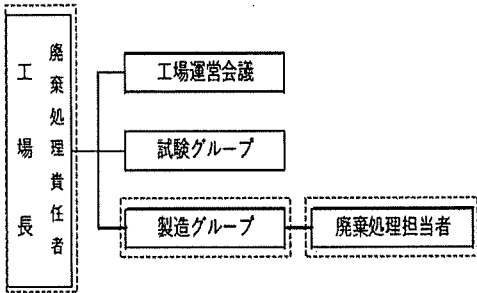 廃棄処理責任者
工場長
工場運営会議
試験グループ
製造グループ
廃棄処理担当者